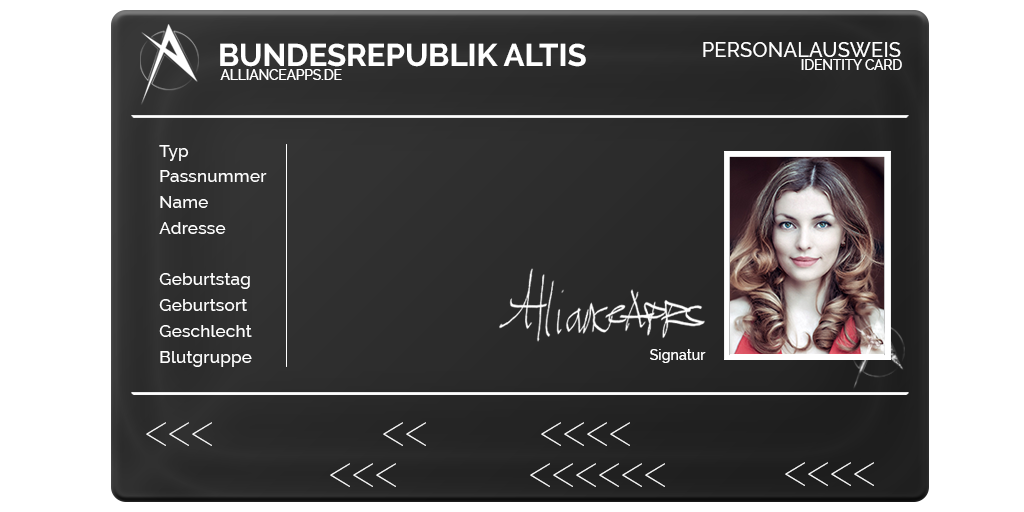 BUNDESREPUBLIK ALTIS
ALLIANCEAPPS.DE
PERSONALAUSWEIS
IDENTITY CARD
Typ
Passnummer
Name
Adresse
Geburtstag
Geburtsort
Geschlecht
Blutgruppe
AllianceApps
Signatur
<<< << <<<<
<<< <<<<<< <<<<